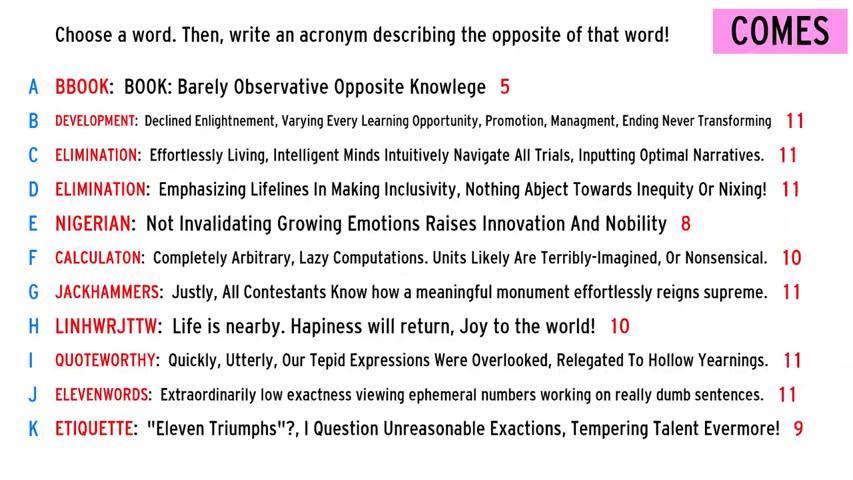 Choose a word. Then, write an acronym describing the opposite of that word!
COMES
A BBOOK: BOOK: Barely Observative Opposite Knowlege 5
B DEVELOPMENT: Declined Enlightnement, Varying Every Learning Opportunity, Promotion, Managment, Ending Never Transforming 11
C ELIMINATION: Effortlessly Living, Intelligent Minds Intuitively Navigate All Trials, Inputting Optimal Narratives. 11
D ELIMINATION: Emphasizing Lifelines In Making Inclusivity, Nothing Abject Towards Inequity Or Nixing! 11
E NIGERIAN: Not Invalidating Growing Emotions Raises Innovation And Nobility 8
F CALCULATON: Completely Arbitrary, Lazy Computations. Units Likely Are Terribly-Imagined, Or Nonsensical. 10
G JACKHAMMERS: Justly, All Contestants Know how a meaningful monument effortlessly reigns supreme. 11
H LINHWRJTTW: Life is nearby. Hapiness will return, Joy to the world! 10
I QUOTEWORTHY: Quickly, Utterly, Our Tepid Expressions Were Overlooked, Relegated To Hollow Yearnings. 11
J ELEVENWORDS: Extraordinarily low exactness viewing ephemeral numbers working on really dumb sentences. 11
K ETIQUETTE: "Eleven Triumphs"?, I Question Unreasonable Exactions, Tempering Talent Evermore! 9